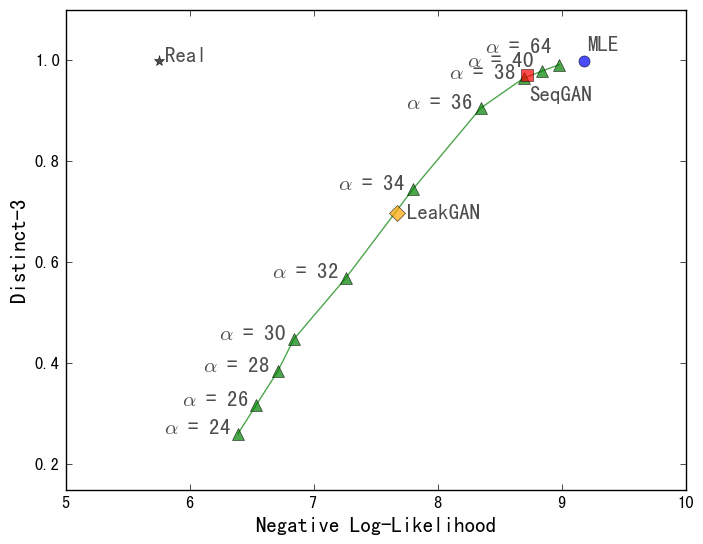 MLE
α = 64
Real
1.0
α = 40
α = 38
SeqGAN
α = 36
0.8
α = 34
LeakGAN
Distinct-3
0.6
α = 32
α = 30
0.4
α = 28
α = 26
α = 24
0.2
5 6 7 8 9 10
Negative Log-Likelihood